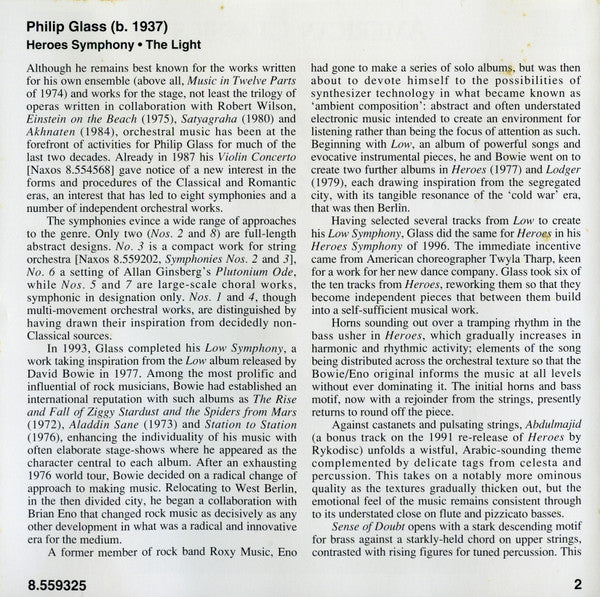 Philip Glass (b. 1937)
Heroes Symphony • The Light
Although he remains best known for the works written
for his own ensemble (above all, Music in Twelve Parts
of 1974) and works for the stage, not least the trilogy of
operas written in collaboration with Robert Wilson,
Einstein on the Beach (1975), Satyagraha (1980) and
Akhnaten (1984), orchestral music has been at the
forefront of activities for Philip Glass for much of the
last two decades. Already in 1987 his Violin Concerto
[Naxos 8.554568] gave notice of a new interest in the
forms and procedures of the Classical and Romantic
eras, an interest that has led to eight symphonies and a
number of independent orchestral works.
The symphonies evince a wide range of approaches
to the genre. Only two (Nos. 2 and 8) are full-length
abstract designs. No. 3 is a compact work for string
orchestra [Naxos 8.559202, Symphonies Nos. 2 and 3],
No. 6 a setting of Allan Ginsberg's Plutonium Ode,
while Nos. 5 and 7 are large-scale choral works,
symphonic in designation only. Nos. 1 and 4, though
multi-movement orchestral works, are distinguished by
having drawn their inspiration from decidedly non-
Classical sources.
In 1993, Glass completed his Low Symphony, a
work taking inspiration from the Low album released by
David Bowie in 1977. Among the most prolific and
influential of rock musicians, Bowie had established an
international reputation with such albums as The Rise
and Fall of Ziggy Stardust and the Spiders from Mars
(1972), Aladdin Sane (1973) and Station to Station
(1976), enhancing the individuality of his music with
often elaborate stage-shows where he appeared as the
character central to each album. After an exhausting
1976 world tour, Bowie decided on a radical change of
approach to making music. Relocating to West Berlin,
in the then divided city, he began a collaboration with
Brian Eno that changed rock music as decisively as any
other development in what was a radical and innovative
era for the medium.
A former member of rock band Roxy Music, Eno
had gone to make a series of solo albums, but was then
about to devote himself to the possibilities of
synthesizer technology in what became known as
'ambient composition': abstract and often understated
electronic music intended to create an environment for
listening rather than being the focus of attention as such.
Beginning with Low, an album of powerful songs and
evocative instrumental pieces, he and Bowie went on to
create two further albums in Heroes (1977) and Lodger
(1979), each drawing inspiration from the segregated
city, with its tangible resonance of the 'cold war' era,
that was then Berlin.
Having selected several tracks from Low to create
his Low Symphony, Glass did the same for Heroes in his
Heroes Symphony of 1996. The immediate incentive
came from American choreographer Twyla Tharp, keen
for a work for her new dance company. Glass took six of
the ten tracks from Heroes, reworking them so that they
become independent pieces that between them build
into a self-sufficient musical work.
Horns sounding out over a tramping rhythm in the
bass usher in Heroes, which gradually increases in
harmonic and rhythmic activity; elements of the song
being distributed across the orchestral texture so that the
Bowie/Eno original informs the music at all levels
without ever dominating it. The initial horns and bass
motif, now with a rejoinder from the strings, presently
returns to round off the piece.
Against castanets and pulsating strings, Abdulmajid
(a bonus track on the 1991 re-release of Heroes by
Rykodisc) unfolds a wistful, Arabic-sounding theme
complemented by delicate tags from celesta and
percussion. This takes on a notably more ominous
quality as the textures gradually thicken out, but the
emotional feel of the music remains consistent through
to its understated close on flute and pizzicato basses.
Sense of Doubt opens with a stark descending motif
for brass against a starkly-held chord on upper strings,
contrasted with rising figures for tuned percussion. This
8.559325
2